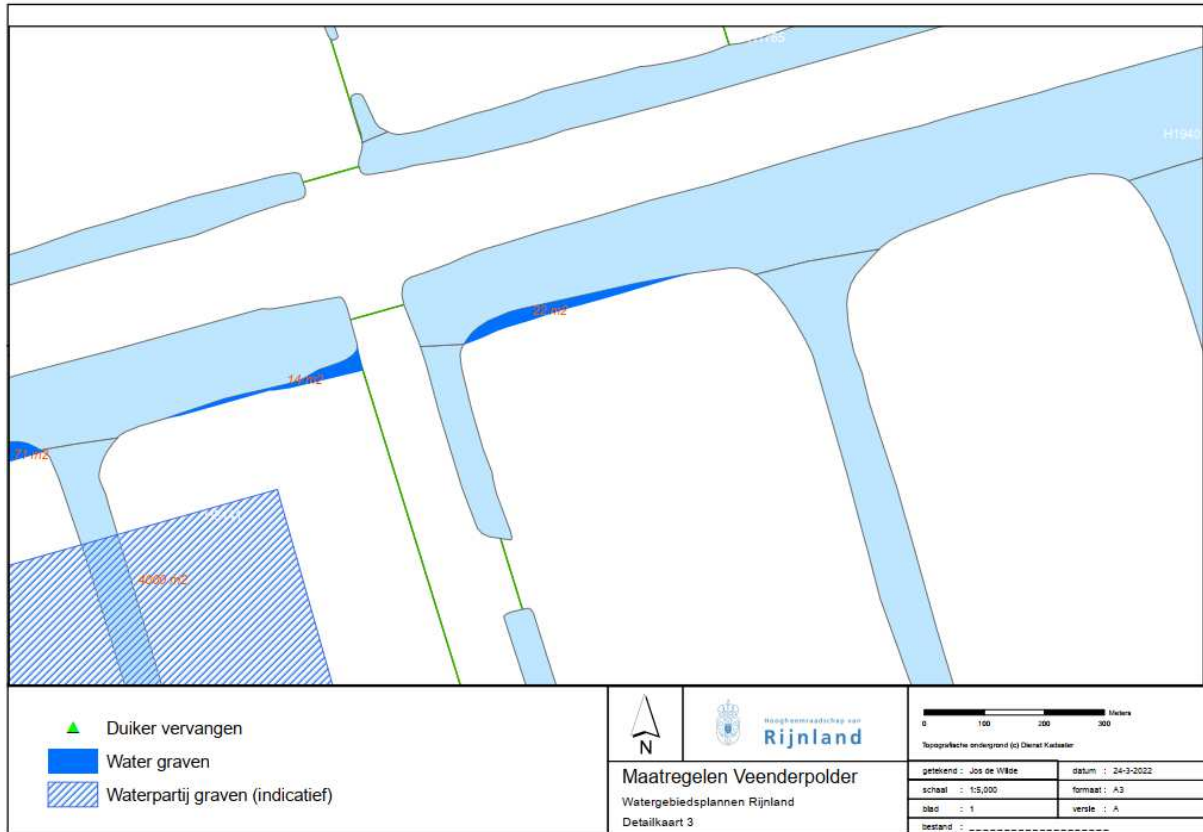 H1940
22 m2
14 m2
71 m2
4000 m2
Duiker vervangen
Water graven
Waterpartij graven (indicatief)
N
Hoogheemraadschap van
Rijnland
Maatregelen Veenderpolder
Watergebiedsplannen Rijnland
Detailkaart 3
Meters
0 100 200 300
Topografische ondergrond (c) Dienst Kadaster
getekend : Jos de Wilde datum : 24-3-2022
schaal : 1:5,000 formaat : A3
blad : 1 versie : A
bestand :